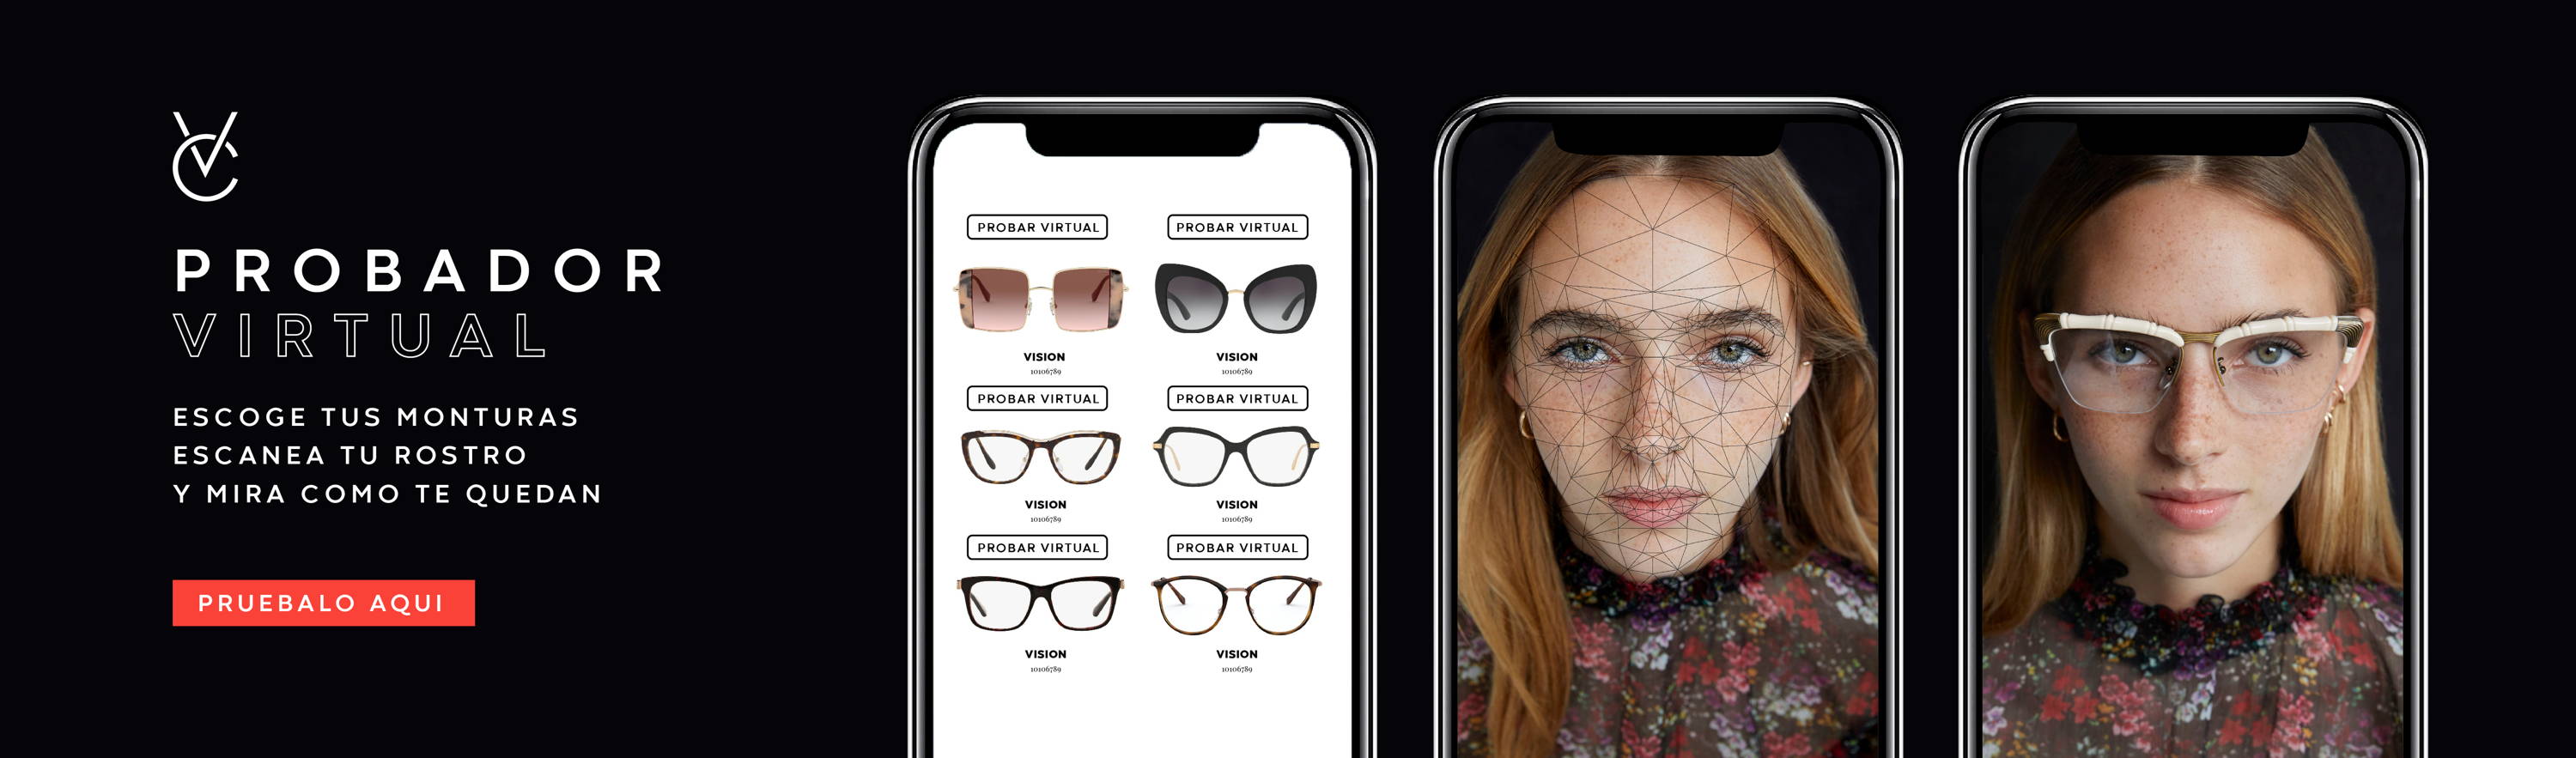 VC
PROBADOR
VIRTUAL
ESCOGE TUS MONTURAS
ESCANEA TU ROSTRO
Y MIRA COMO TE QUEDAN
PRUEBALO AQUI
PROBAR VIRTUAL
PROBAR VIRTUAL
VISION
10106789
VISION
10106789
PROBAR VIRTUAL
PROBAR VIRTUAL
VISION
10106789
VISION
10106789
PROBAR VIRTUAL
PROBAR VIRTUAL
VISION
10106789
VISION
10106789